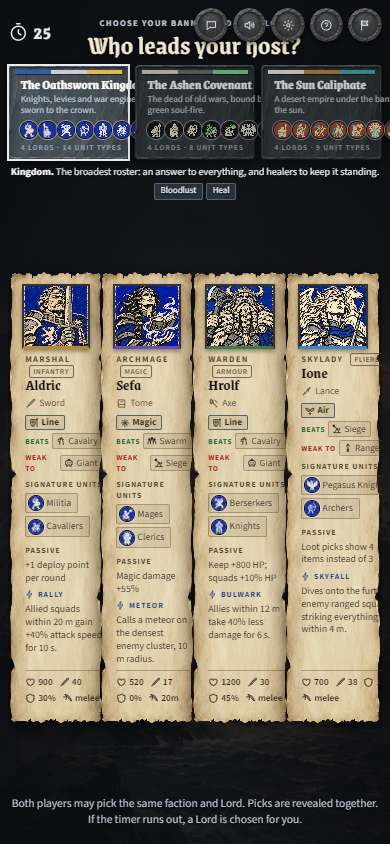 25
CHOOSE YOUR BAN
Who leads your host?
The Oathsworn Kingdo
Knights, levies and war engine
sworn to the crown.
4 LORDS · 14 UNIT TYPES
The Ashen Covenant
The dead of old wars, bound b
green soul-fire.
4 LORDS · 8 UNIT TYPES
The Sun Caliphate
A desert empire under the ban
the sun.
4 LORDS · 9 UNIT TYPES
Kingdom. The broadest roster: an answer to everything, and healers to keep it standing.
Bloodlust Heal
MARSHAL
INFANTRY
Aldric
Sword
Line
BEATS Cavalry
WEAK TO Giant
SIGNATURE UNITS
Militia
Cavaliers
PASSIVE
+1 deploy point
per round
RALLY
Allied squads
within 20 m gain
+40% attack speed
for 10 s.
900 40
30% melee
ARCHMAGE
MAGIC
Sefa
Tome
Magic
BEATS Swarm
WEAK TO Siege
SIGNATURE
UNITS
Mages
Clerics
PASSIVE
Magic damage
+55%
METEOR
Calls a meteor on
the densest
enemy cluster, 10
m radius.
520 17
0% 20m
WARDEN
ARMOUR
Hrolf
Axe
Line
BEATS Cavalry
WEAK TO Giant
SIGNATURE UNITS
Berserkers
Knights
PASSIVE
Keep +800 HP;
squads +10% HP
BULWARK
Allies within 12 m
take 40% less
damage for 6 s.
1200 30
45% melee
SKYLADY FLIERS
Ione
Lance
Air
BEATS Siege
WEAK TO Range
SIGNATURE UNITS
Pegasus Knig
Archers
PASSIVE
Loot picks show 4
items instead of 3
SKYFALL
Dives onto the furt
enemy ranged squ
striking everything
within 4 m.
700 38
melee
Both players may pick the same faction and Lord. Picks are revealed together.
If the timer runs out, a Lord is chosen for you.